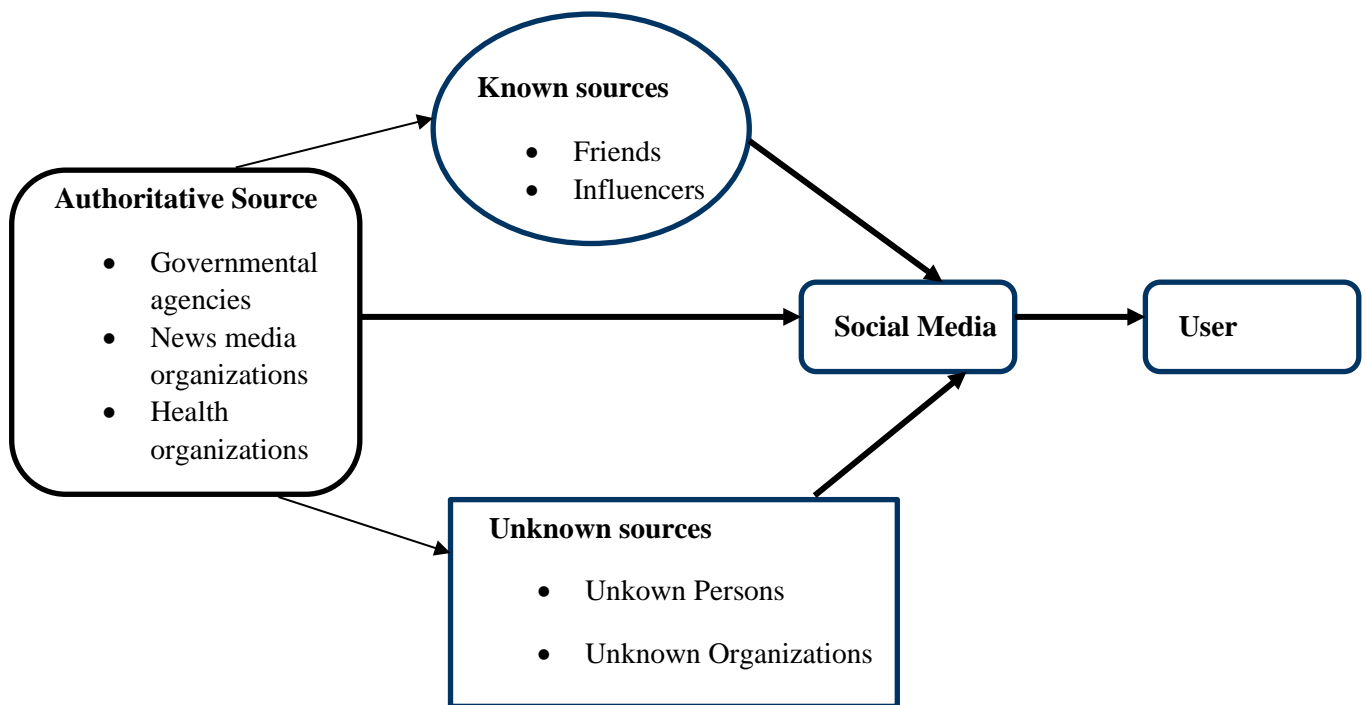 Known sources
• Friends
• Influencers
Authoritative Source
• Governmental
agencies
• News media
organizations
• Health
organizations
Social Media
User
Unknown sources
• Unkown Persons
• Unknown Organizations